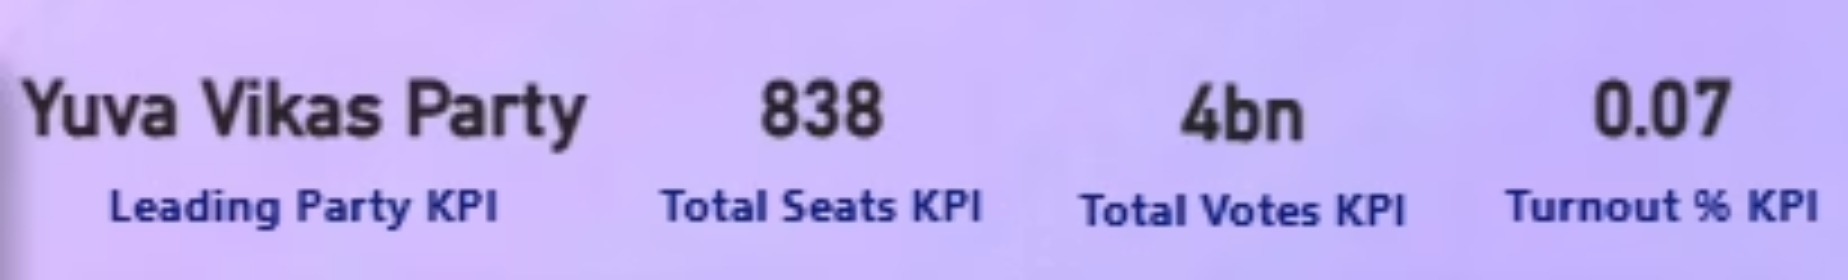 Yuva Vikas Party 838 4bn 0.07
Leading Party KPI Total Seats KPI Total Votes KPI Turnout % KPI